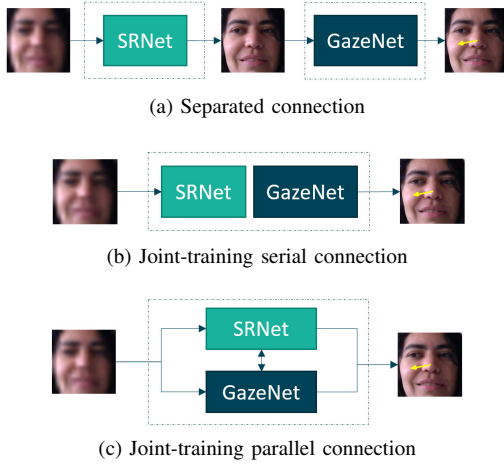 SRNet
GazeNet
(a) Separated connection
SRNet
GazeNet
(b) Joint-training serial connection
SRNet
GazeNet
(c) Joint-training parallel connection